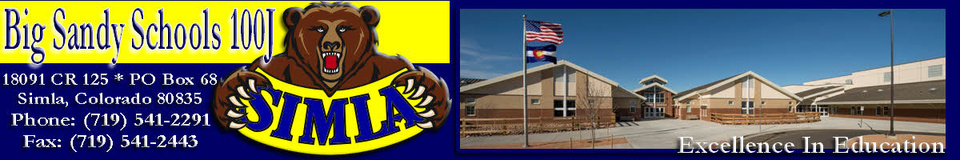 Big Sandy Schools 100J
18091 CR 125 * PO Box 68
Simla, Colorado 80835
Phone: (719) 541-2291
Fax: (719) 541-2443
SIMLA
Excellence In Education